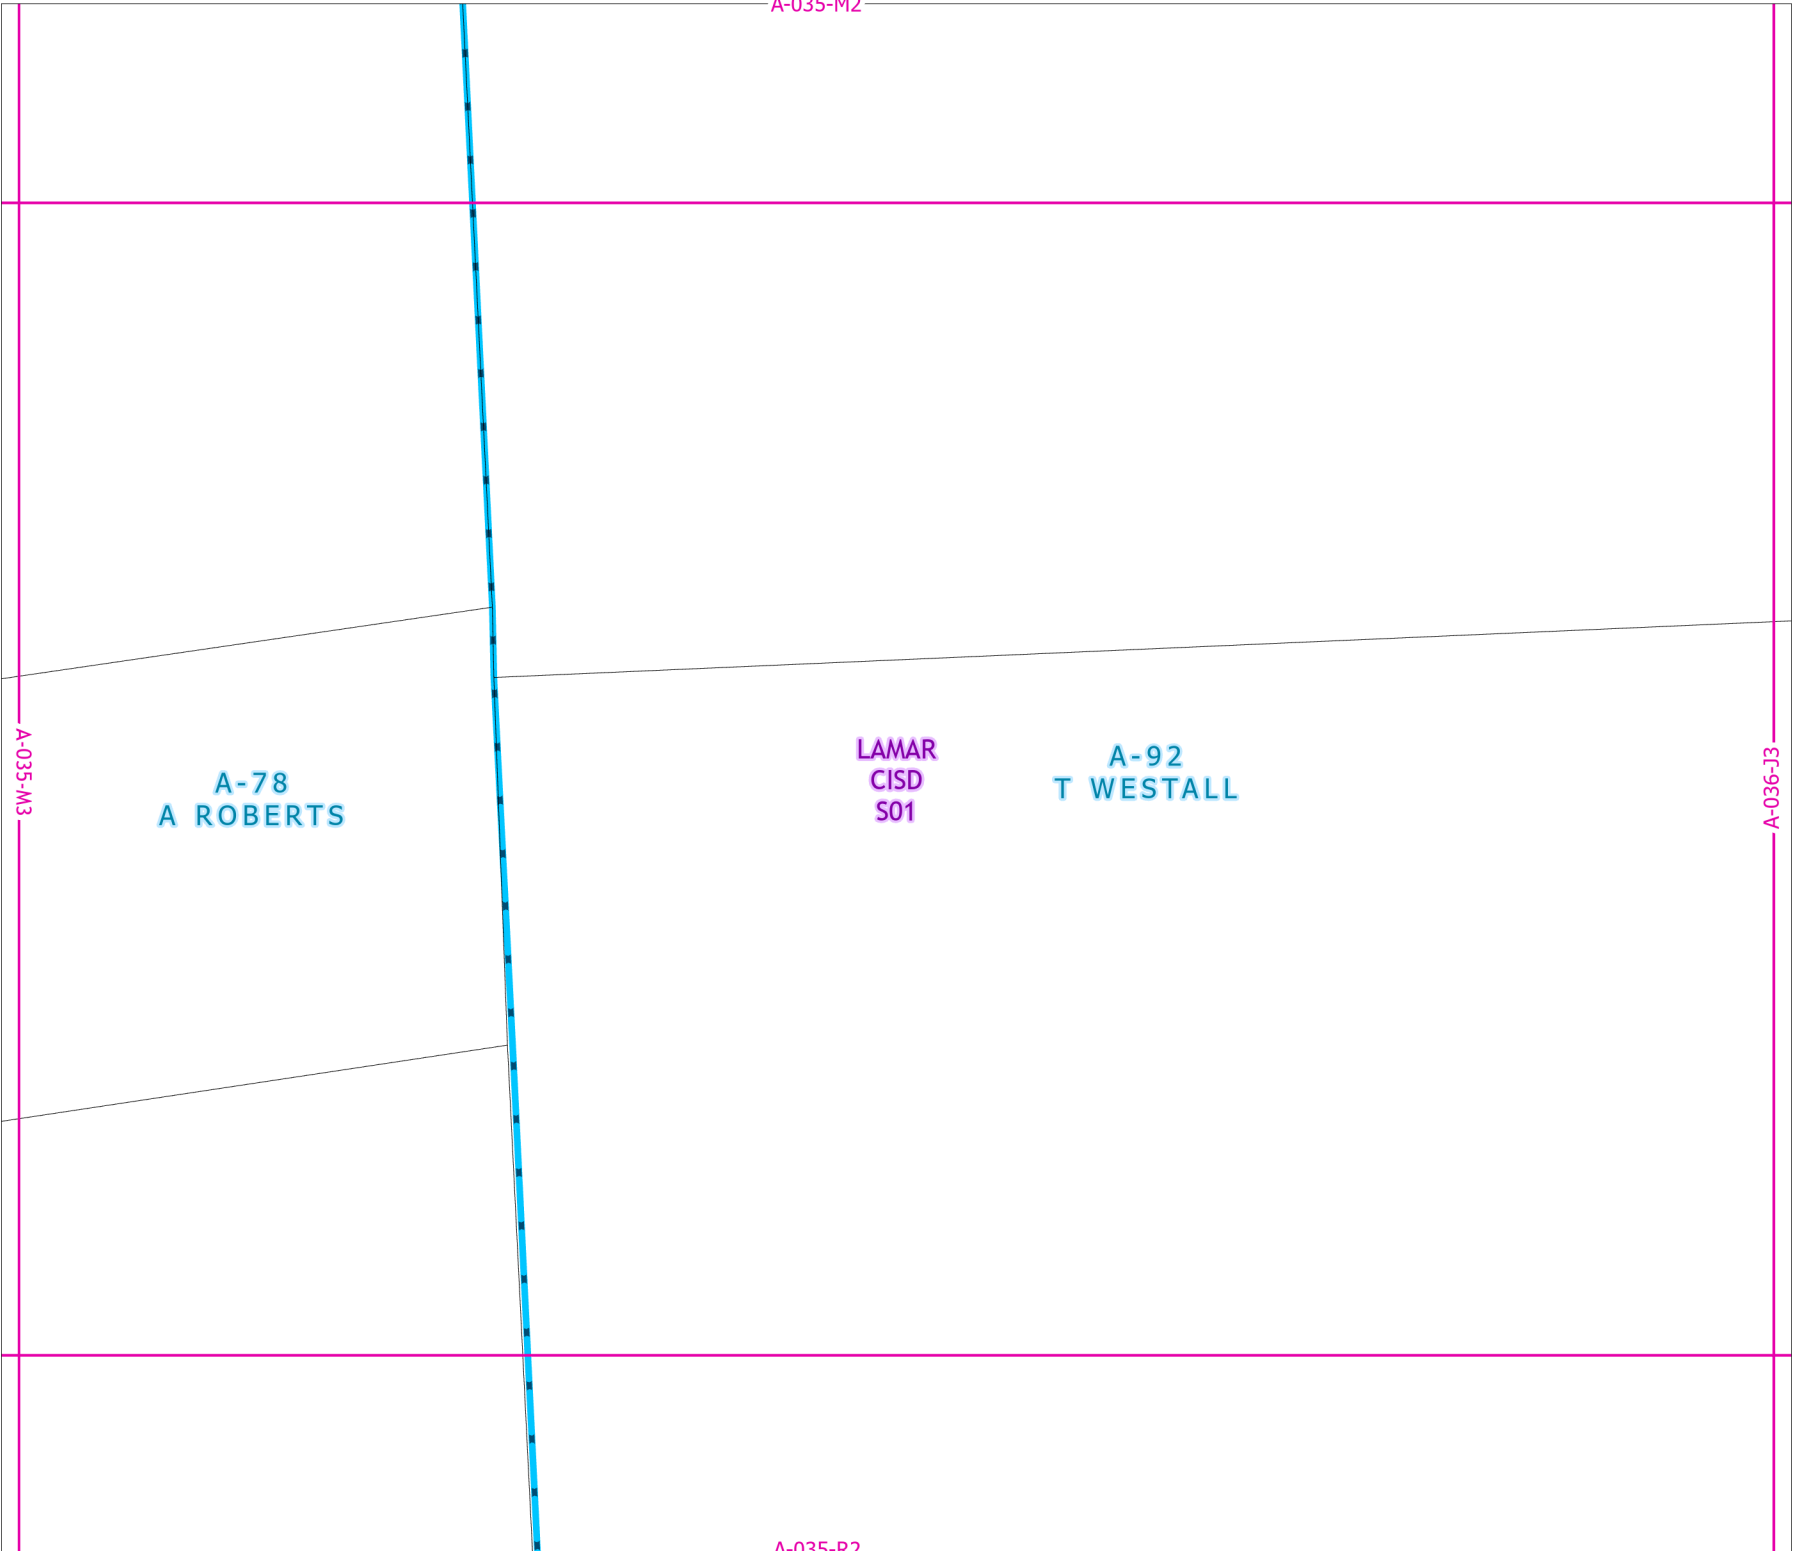 A-035-M2
A-035-M3
A-78
A ROBERTS
LAMAR
CISD
S01
A-92
T WESTALL
A-036-J3
A-035-R2